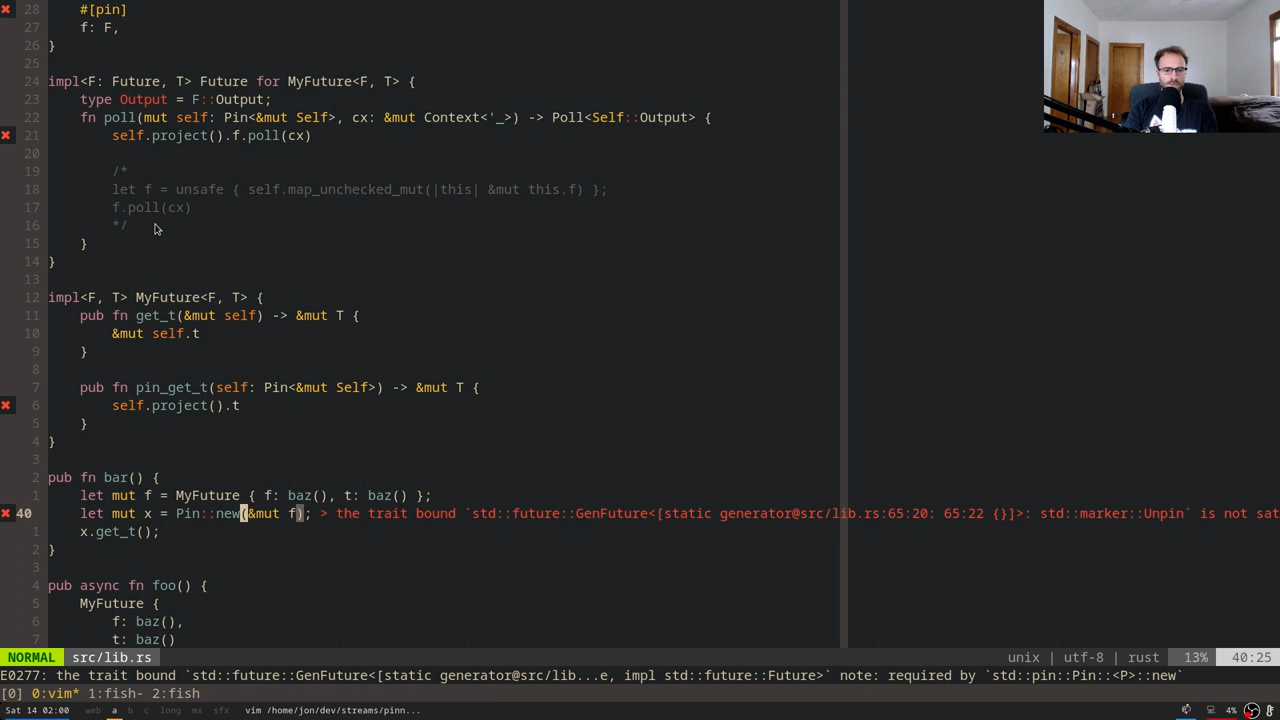 28 #[pin]
27 f: F,
26 }
25
24 impl<F: Future, T> Future for MyFuture<F, T> {
23 type Output = F::Output;
22 fn poll(mut self: Pin<&mut Self>, cx: &mut Context<'_>) -> Poll<Self::Output> {
21 self.project().f.poll(cx)
20
19 /*
18 let f = unsafe { self.map_unchecked_mut(|this| &mut this.f) };
17 f.poll(cx)
16 */
15 }
14 }
13
12 impl<F, T> MyFuture<F, T> {
11 pub fn get_t(&mut self) -> &mut T {
10 &mut self.t
9 }
8
7 pub fn pin_get_t(self: Pin<&mut Self>) -> &mut T {
6 self.project().t
5 }
4 }
3
2 pub fn bar() {
1 let mut f = MyFuture { f: baz(), t: baz() };
40 let mut x = Pin::new(&mut f); > the trait bound `std::future::GenFuture<[static generator@src/lib.rs:65:20: 65:22 {}]>: std::marker::Unpin` is not sat
1 x.get_t();
2 }
3
4 pub async fn foo() {
5 MyFuture {
6 f: baz(),
7 t: baz()
NORMAL src/lib.rs unix | utf-8 | rust 13% 40:25
E0277: the trait bound `std::future::GenFuture<[static generator@src/lib...e, impl std::future::Future>` note: required by `std::pin::Pin::<P>::new`
[0] 0:vim* 1:fish- 2:fish
Sat 14 02:00 web a b c long mx sfx vim /home/jon/dev/streams/pinn... 4%